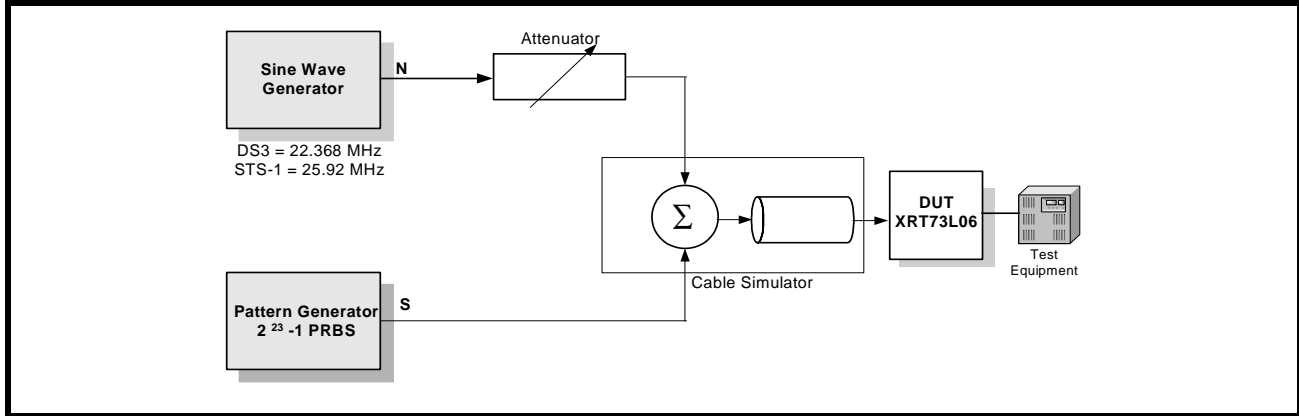 Attenuator
Sine Wave
Generator
N
DS3 = 22.368 MHz
STS-1 = 25.92 MHz
Σ
DUT
XRT73L06
Test
Equipment
Cable Simulator
Pattern Generator
2 23 -1 PRBS
S